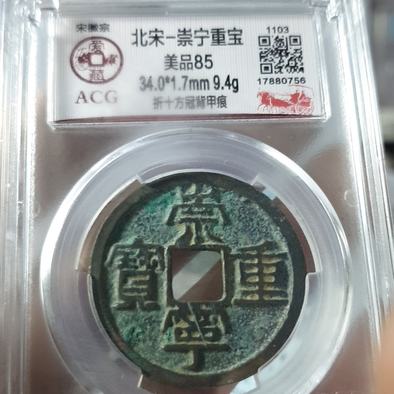 宋徽宗
ACG
北宋-崇宁重宝
美品85
34.0*1.7mm 9.4g
折十方冠背甲痕
1103
17880756
崇
寧
重
寶